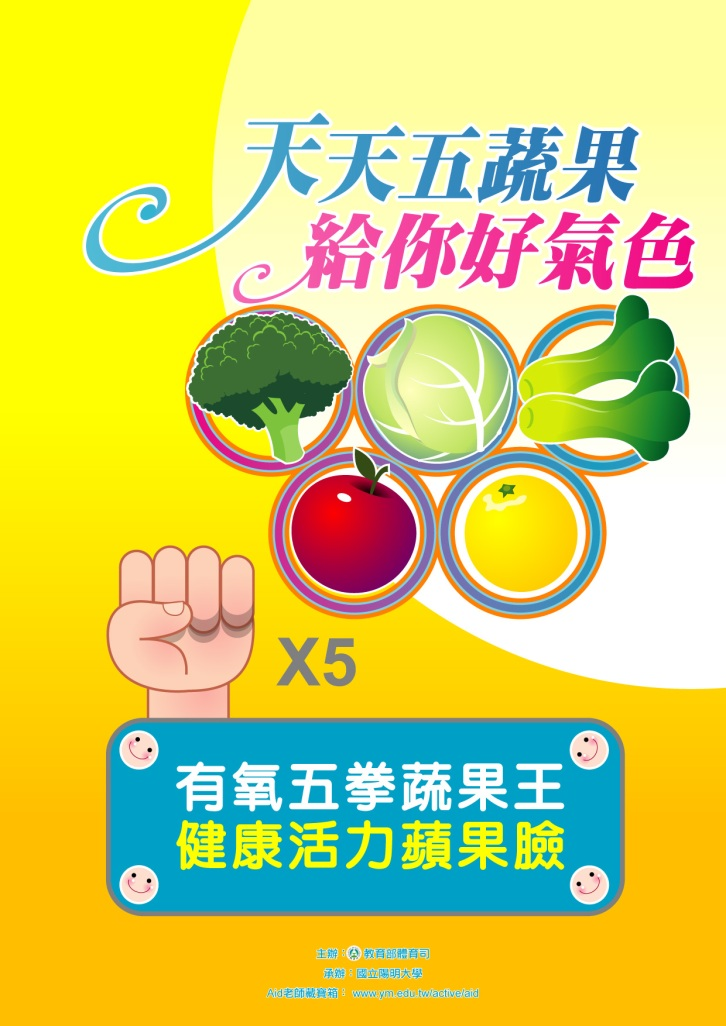 天天五蔬果
給你好氣色
X5
有氧五拳蔬果王
健康活力蘋果臉
主辦：教育部體育司
承辦：國立陽明大學
Aid老師藏寶箱： www.ym.edu.tw/active/aid